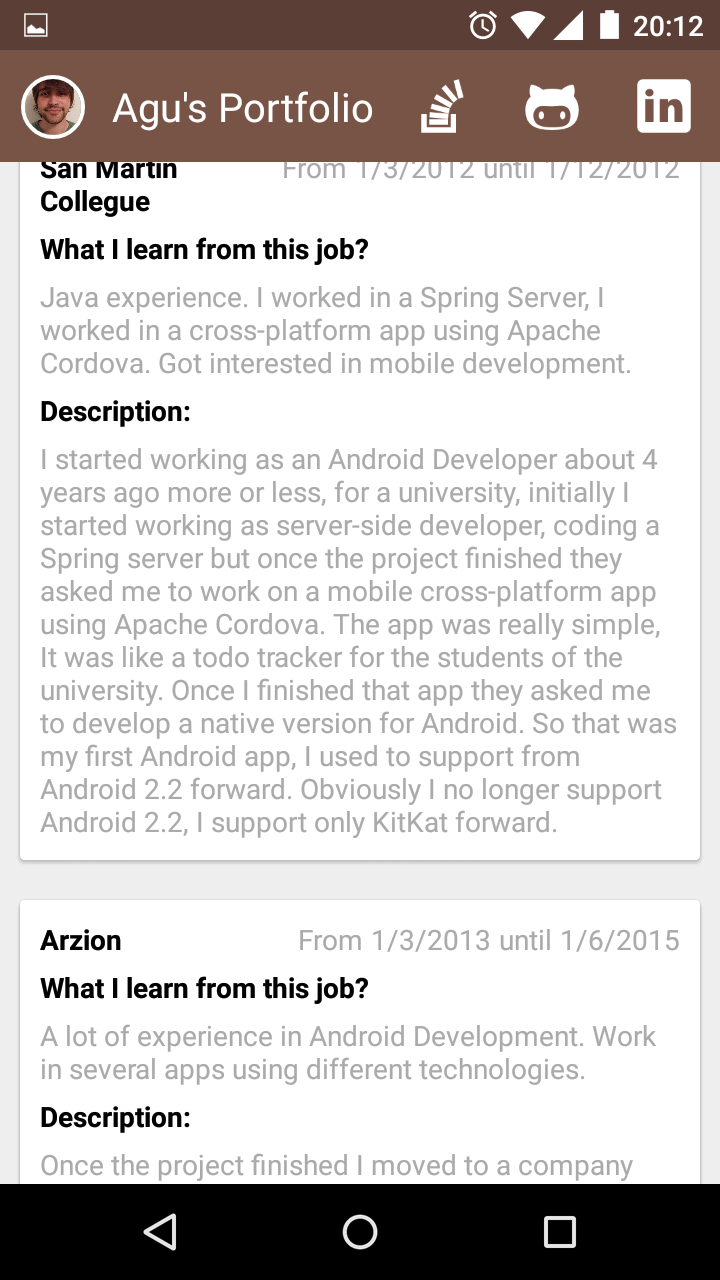 20:12
Agu's Portfolio
in
San Martin From 1/3/2012 until 1/12/2012
Collegue
What I learn from this job?
Java experience. I worked in a Spring Server, I
worked in a cross-platform app using Apache
Cordova. Got interested in mobile development.
Description:
I started working as an Android Developer about 4
years ago more or less, for a university, initially I
started working as server-side developer, coding a
Spring server but once the project finished they
asked me to work on a mobile cross-platform app
using Apache Cordova. The app was really simple,
It was like a todo tracker for the students of the
university. Once I finished that app they asked me
to develop a native version for Android. So that was
my first Android app, I used to support from
Android 2.2 forward. Obviously I no longer support
Android 2.2, I support only KitKat forward.
Arzion From 1/3/2013 until 1/6/2015
What I learn from this job?
A lot of experience in Android Development. Work
in several apps using different technologies.
Description:
Once the project finished I moved to a company